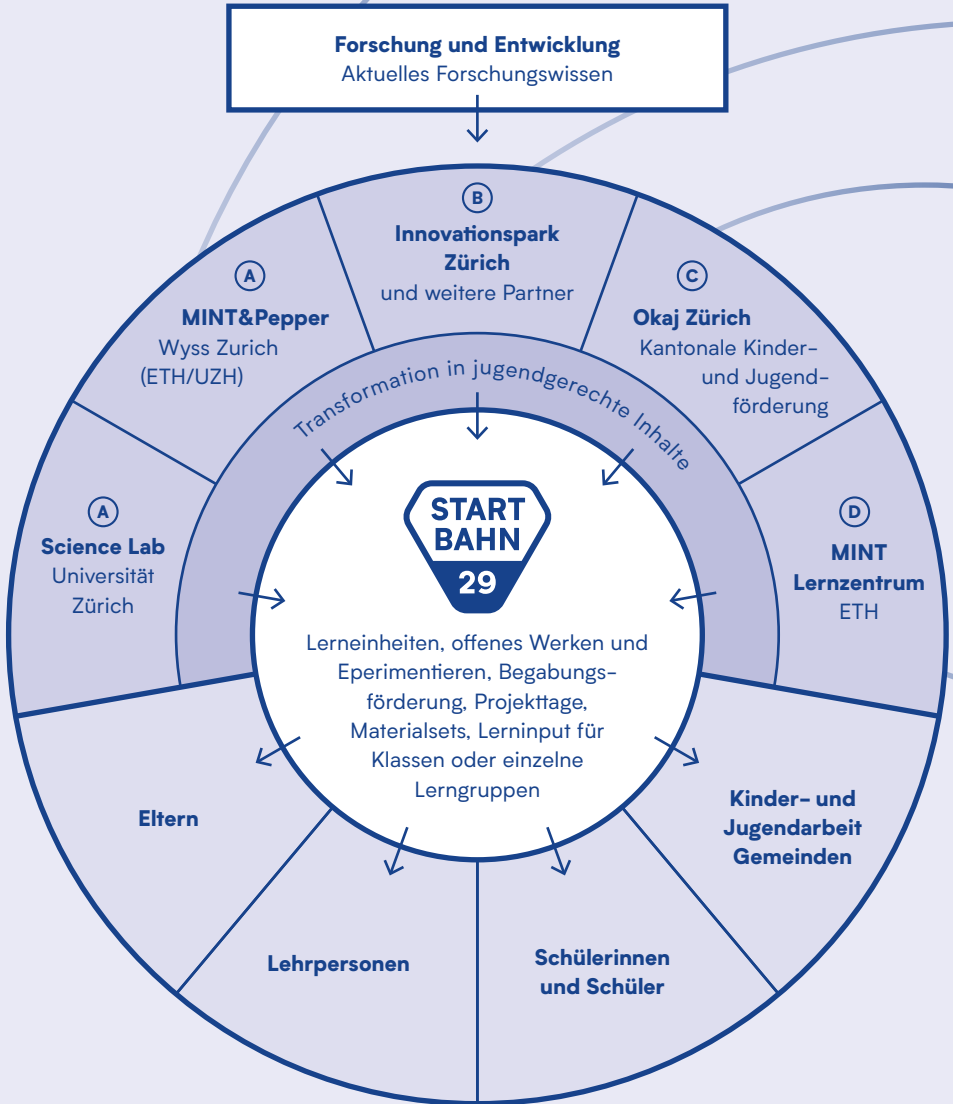 Forschung und Entwicklung
Aktuelles Forschungswissen
B
Innovationspark
Zürich
und weitere Partner
A
MINT&Pepper
Wyss Zurich
(ETH/UZH)
C
Okaj Zürich
Kantonale Kinder-
und Jugend-
förderung
Transformation in jugendgerechte Inhalte
A
Science Lab
Universität
Zürich
START
BAHN
29
D
MINT
Lernzentrum
ETH
Lerneinheiten, offenes Werken und
Eperimentieren, Begabungs-
förderung, Projekttage,
Materialsets, Lerninput für
Klassen oder einzelne
Lerngruppen
Eltern
Kinder- und
Jugendarbeit
Gemeinden
Lehrpersonen
Schülerinnen
und Schüler